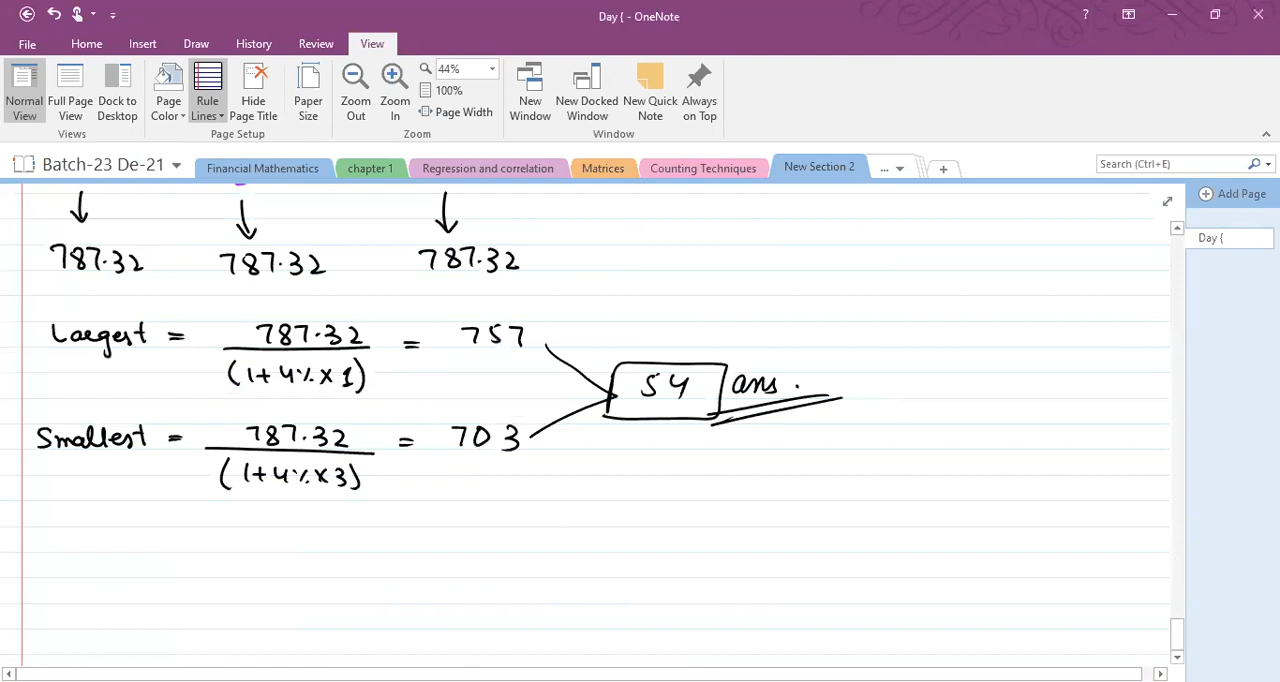 Day { - OneNote
?
File Home Insert Draw History Review View
Normal View Full Page View Dock to Desktop Page Color Rule Lines Hide Page Title Paper Size Zoom Out Zoom In 44% 100% Page Width New Window New Docked Window New Quick Note Always on Top
Views Page Setup Zoom Window
Batch-23 De-21 Financial Mathematics chapter 1 Regression and correlation Matrices Counting Techniques New Section 2 ... + Search (Ctrl+E)
Add Page
Day {
787.32 787.32 787.32
Largest = 787.32 / (1+4%×1) = 757
54 ans.
Smallest = 787.32 / (1+4%×3) = 703